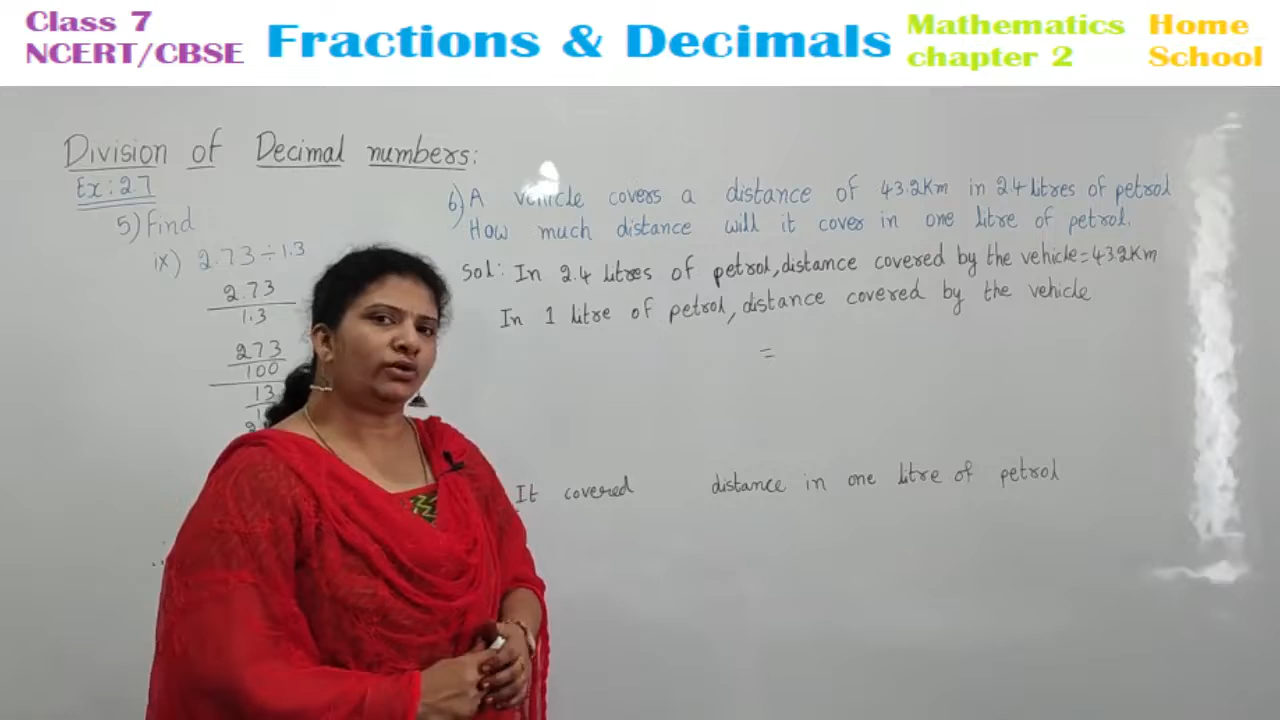 Class 7
NCERT/CBSE
Fractions & Decimals
Mathematics
chapter 2
Home
School
Division of Decimal numbers:
Ex: 2.7
5) Find
ix) 2.73 ÷ 1.3
2.73
1.3
273
100
13
6) A vehicle covers a distance of 43.2Km in 2.4 litres of petrol
How much distance will it cover in one litre of petrol.
Sol: In 2.4 litres of petrol, distance covered by the vehicle = 43.2Km
In 1 litre of petrol, distance covered by the vehicle
=
It covered distance in one litre of petrol